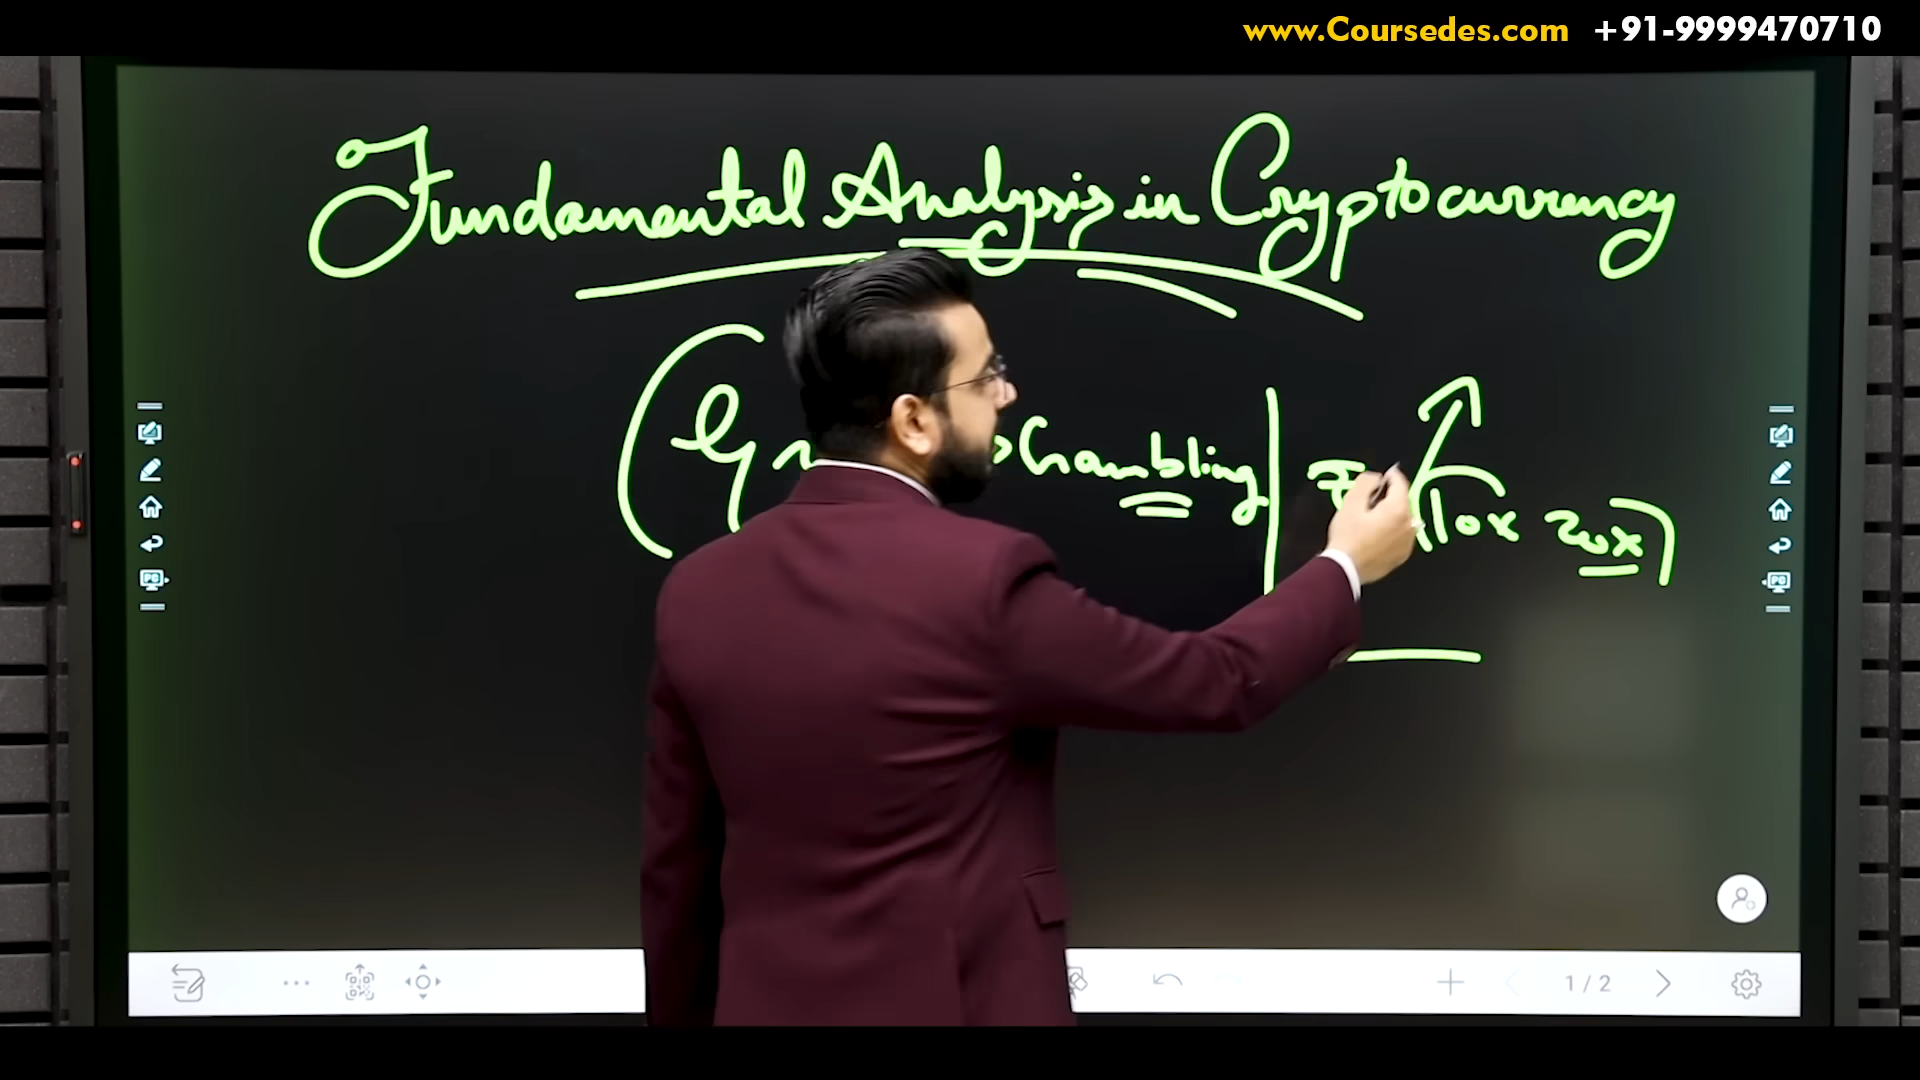 www.Coursedes.com +91-9999470710
Fundamental Analysis in Cryptocurrency
Gambling
₹
10x 20x
1/2